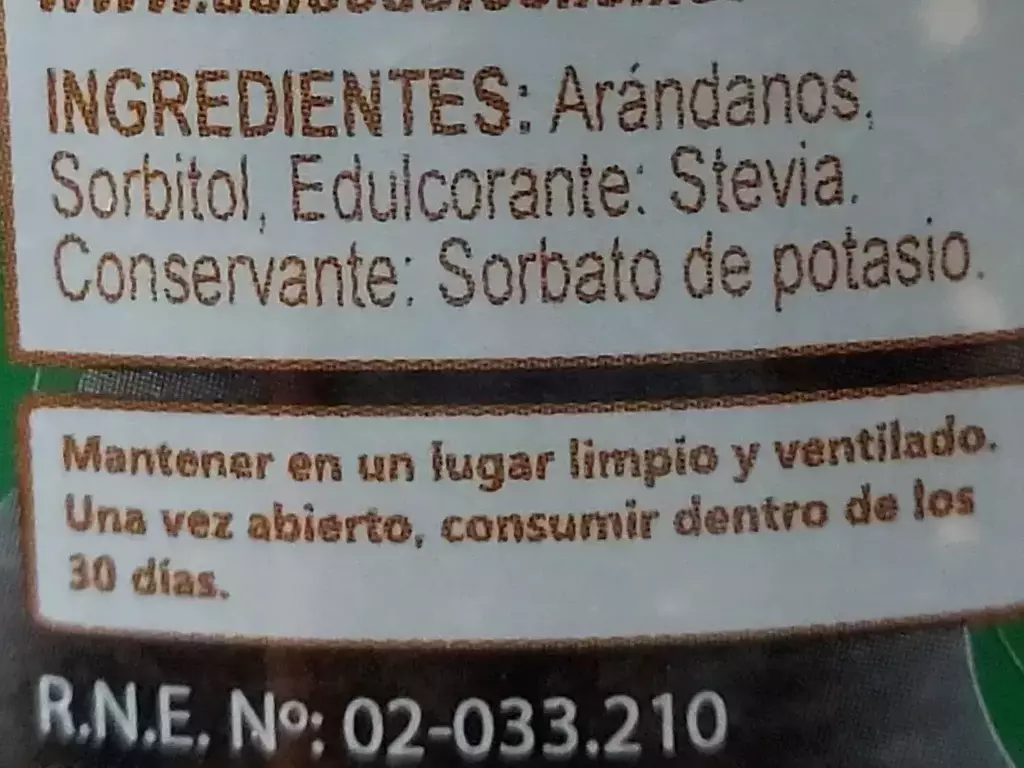 INGREDIENTES: Arándanos,
Sorbitol, Edulcorante: Stevia.
Conservante: Sorbato de potasio.
Mantener en un lugar limpio y ventilado.
Una vez abierto, consumir dentro de los
30 días.
R.N.E. Nº: 02-033.210